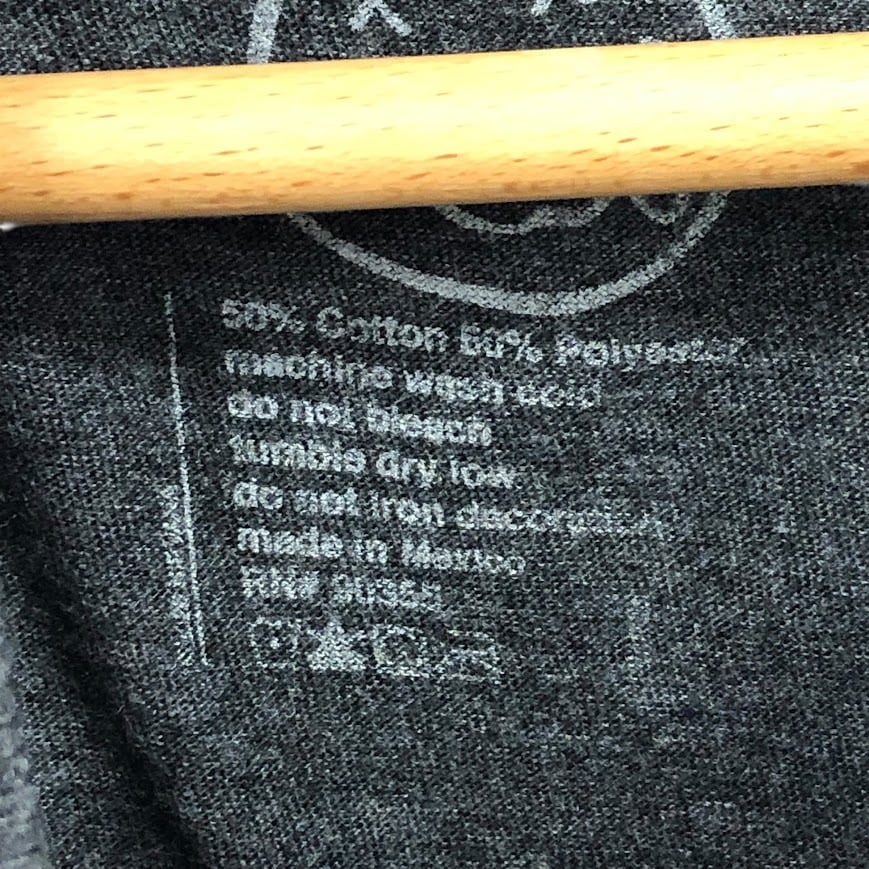 50% Cotton 50% Polyester
machine wash cold
do not bleach
tumble dry low
do not iron decoration
made in Mexico
RN#